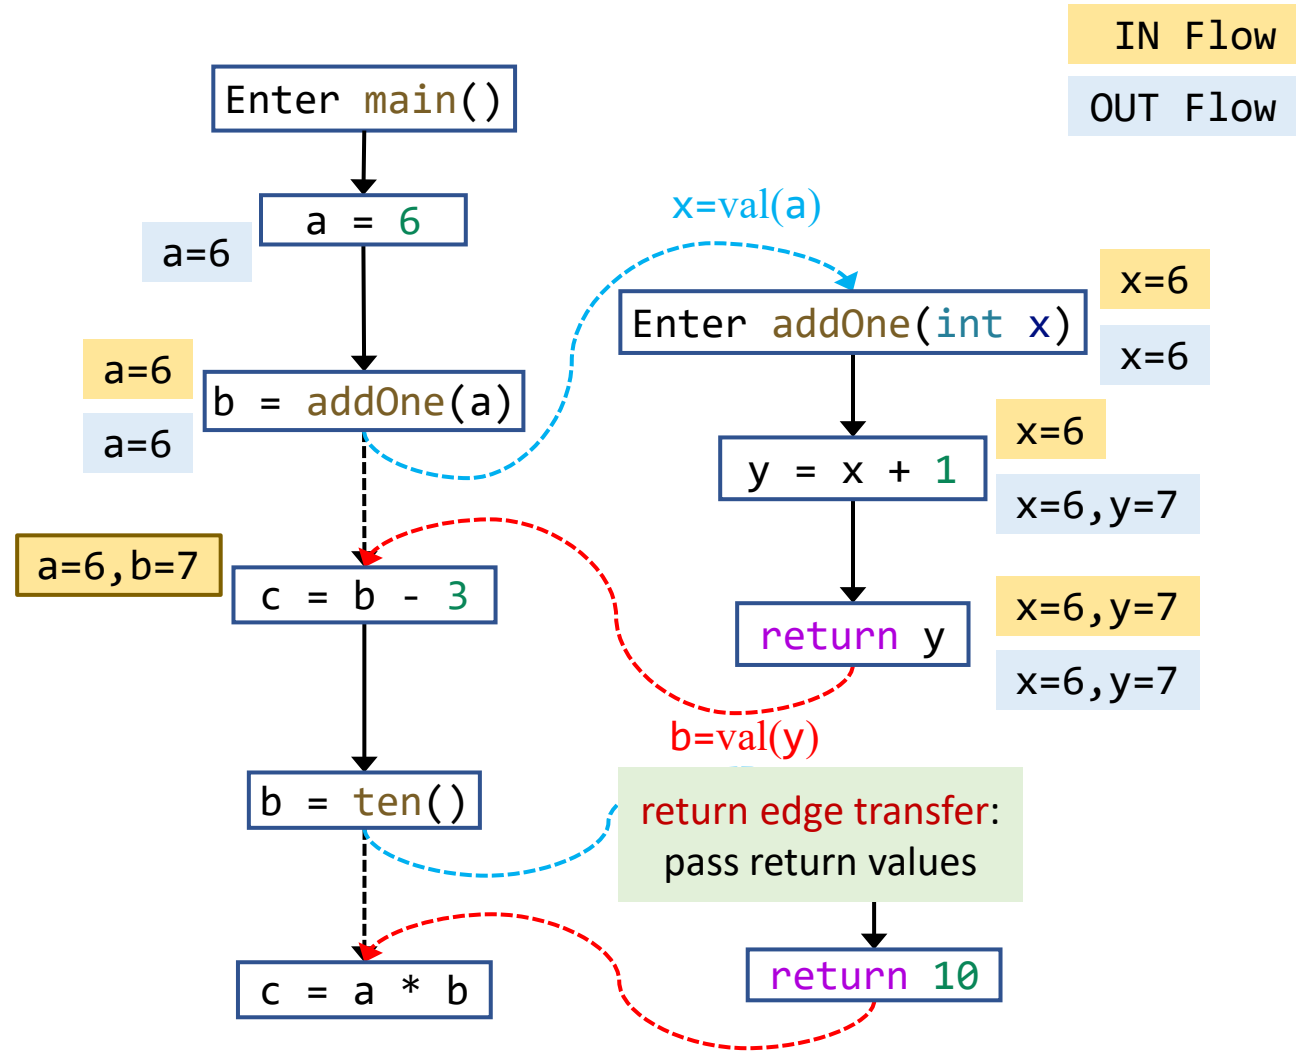 IN Flow
OUT Flow
Enter main()
a = 6
a=6
x=val(a)
x=6
Enter addOne(int x)
x=6
a=6
b = addOne(a)
a=6
x=6
y = x + 1
x=6,y=7
a=6,b=7
c = b - 3
x=6,y=7
return y
x=6,y=7
b=val(y)
b = ten()
return edge transfer:
pass return values
c = a * b
return 10